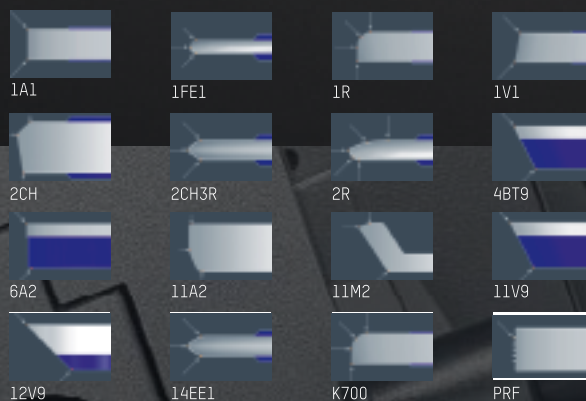 1A1
1FE1
1R
1V1
2CH
2CH3R
2R
4BT9
6A2
11A2
11M2
11V9
12V9
14EE1
K700
PRF